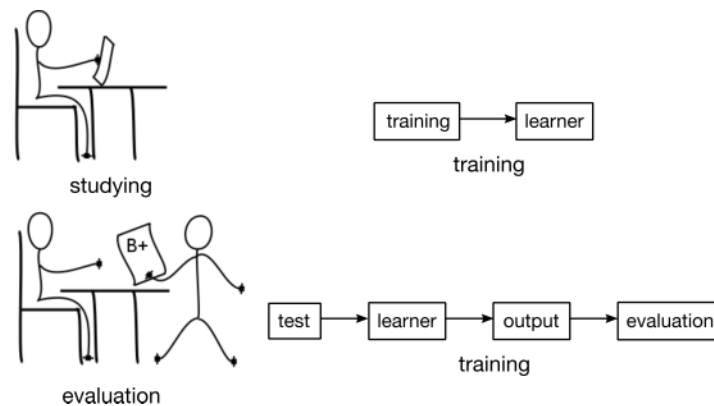 training
learner
training
studying
B+
test
learner
output
evaluation
training
evaluation